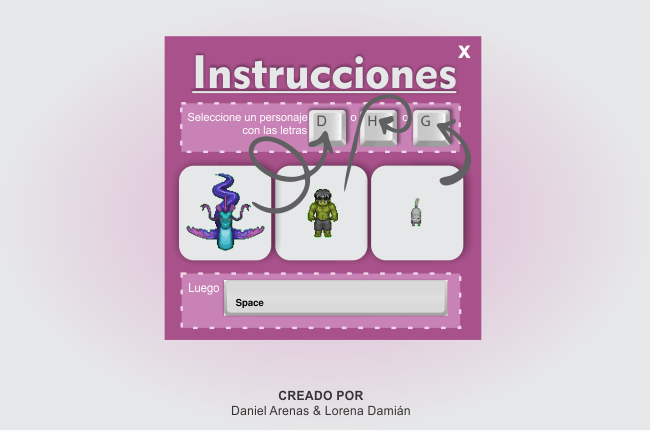 X
Instrucciones
Seleccione un personaje D o H o G
con las letras
Luego
Space
CREADO POR
Daniel Arenas & Lorena Damián